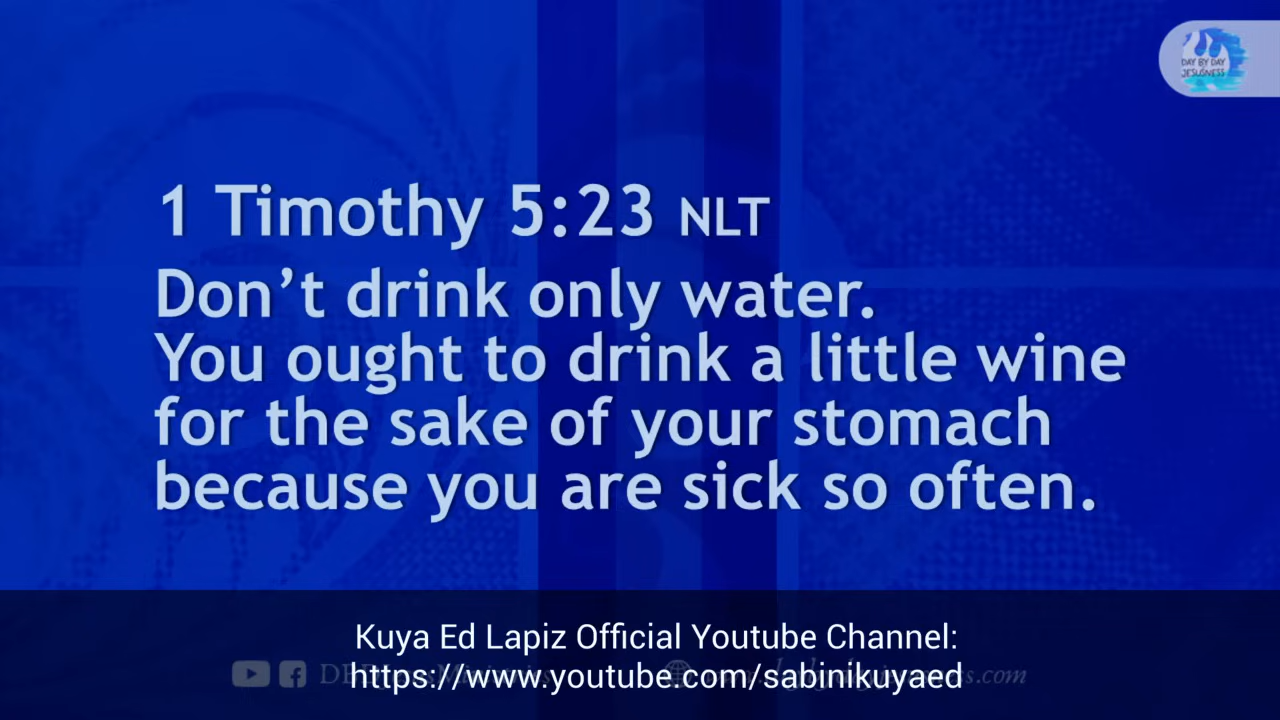 DAY BY DAY
JESUSNESS
1 Timothy 5:23 NLT
Don’t drink only water.
You ought to drink a little wine
for the sake of your stomach
because you are sick so often.
Kuya Ed Lapiz Official Youtube Channel:
https://www.youtube.com/sabinikuyaed